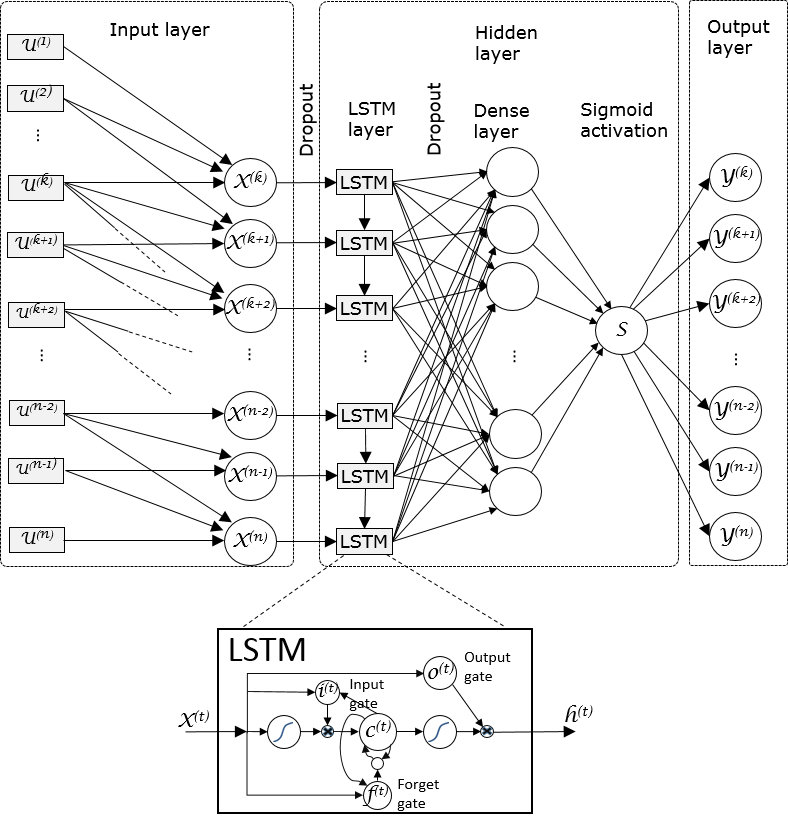 Input layer
Dropout
Hidden
layer
LSTM
layer
Dropout
Dense
layer
Sigmoid
activation
Output
layer
𝒰(1)
𝒰(2)
⋮
𝒰(k)
𝒰(k+1)
𝒰(k+2)
⋮
𝒰(n-2)
𝒰(n-1)
𝒰(n)
𝒳(k)
𝒳(k+1)
𝒳(k+2)
⋮
𝒳(n-2)
𝒳(n-1)
𝒳(n)
LSTM
LSTM
LSTM
⋮
LSTM
LSTM
LSTM
⋮
S
𝒴(k)
𝒴(k+1)
𝒴(k+2)
⋮
𝒴(n-2)
𝒴(n-1)
𝒴(n)
LSTM
𝒳(t)
i(t)
Input
gate
o(t)
Output
gate
c(t)
f(t)
Forget
gate
h(t)